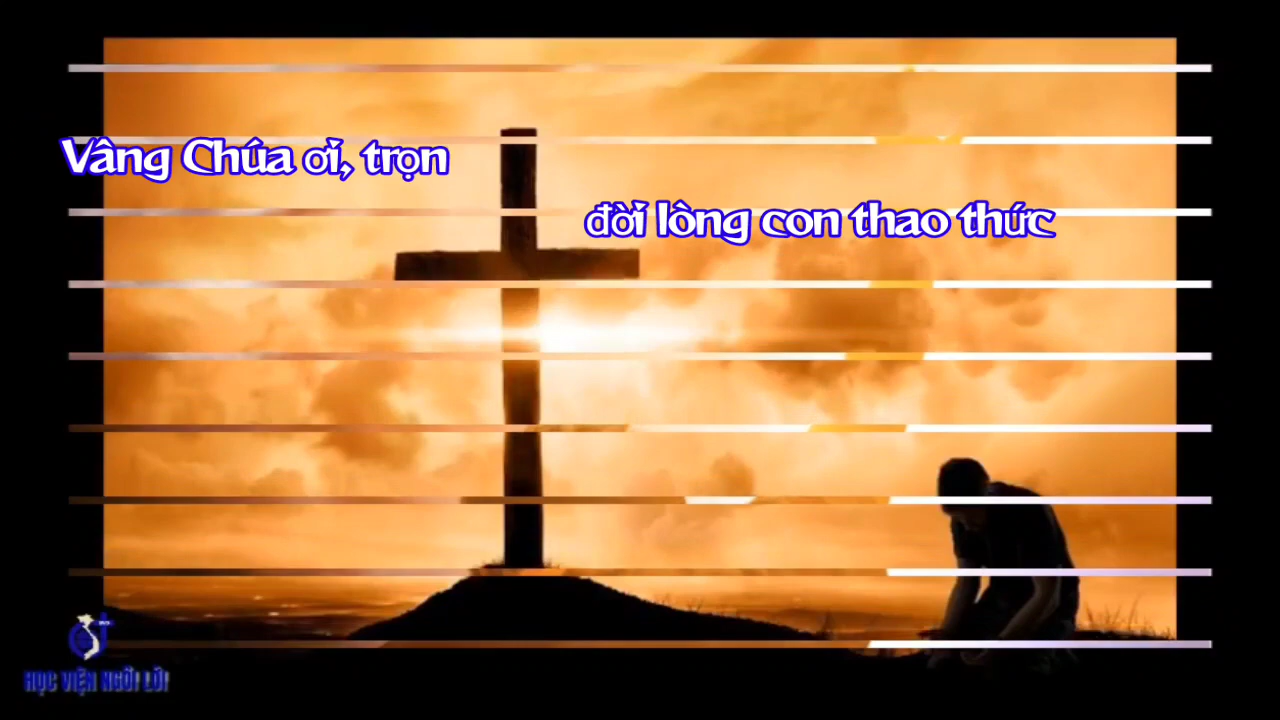 Vâng Chúa ơi, trọn
đời lòng con thao thức
HỌC VIỆN NGÔI LỜI